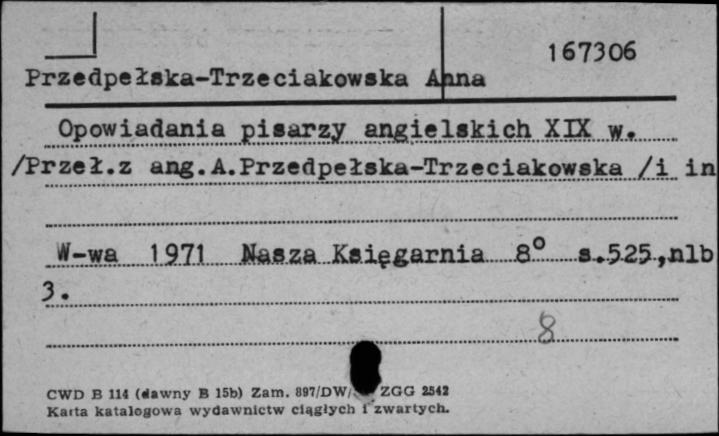 167306
Przedpełska-Trzeciakowska Anna
Opowiadania pisarzy angielskich XIX w.
/Przeł.z ang.A.Przedpełska-Trzeciakowska /i in
W-wa 1971 Nasza Księgarnia 8° s.525,nlb
3.
8
CWD B 114 (dawny B 15b) Zam. 897/DW/ ZGG 2542
Karta katalogowa wydawnictw ciągłych i zwartych.